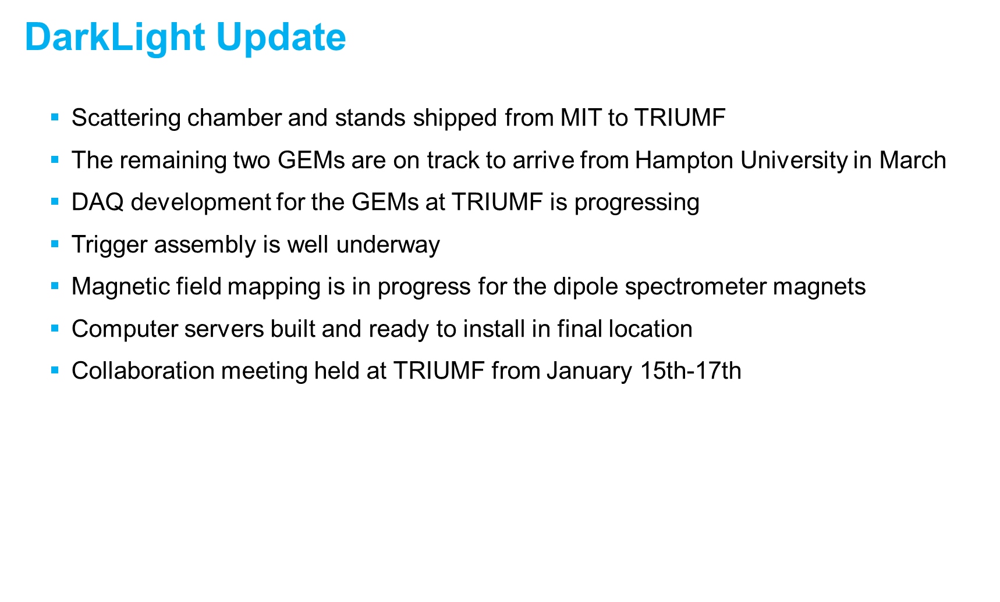 DarkLight Update
▪ Scattering chamber and stands shipped from MIT to TRIUMF
▪ The remaining two GEMs are on track to arrive from Hampton University in March
▪ DAQ development for the GEMs at TRIUMF is progressing
▪ Trigger assembly is well underway
▪ Magnetic field mapping is in progress for the dipole spectrometer magnets
▪ Computer servers built and ready to install in final location
▪ Collaboration meeting held at TRIUMF from January 15th-17th